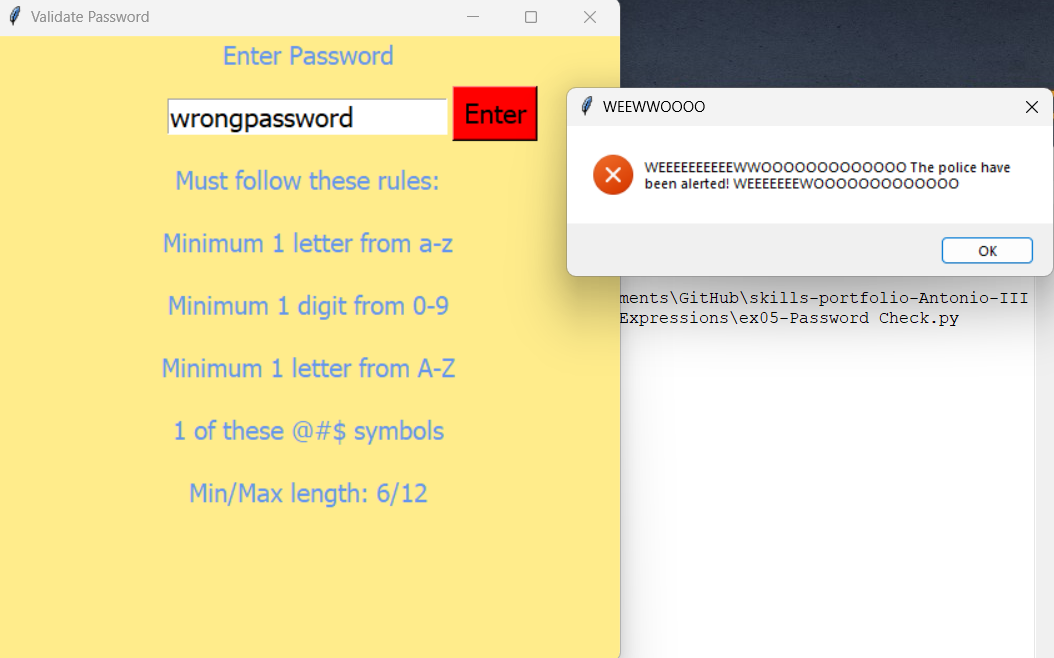 Validate Password
Enter Password
wrongpassword
Enter
Must follow these rules:
Minimum 1 letter from a-z
Minimum 1 digit from 0-9
Minimum 1 letter from A-Z
1 of these @#$ symbols
Min/Max length: 6/12
WEEWWOOOO
WEEEEEEEEEEWWOOOOOOOOOOOOO The police have
been alerted! WEEEEEEEWOOOOOOOOOOOOO
OK
ments\GitHub\skills-portfolio-Antonio-III
Expressions\ex05-Password Check.py